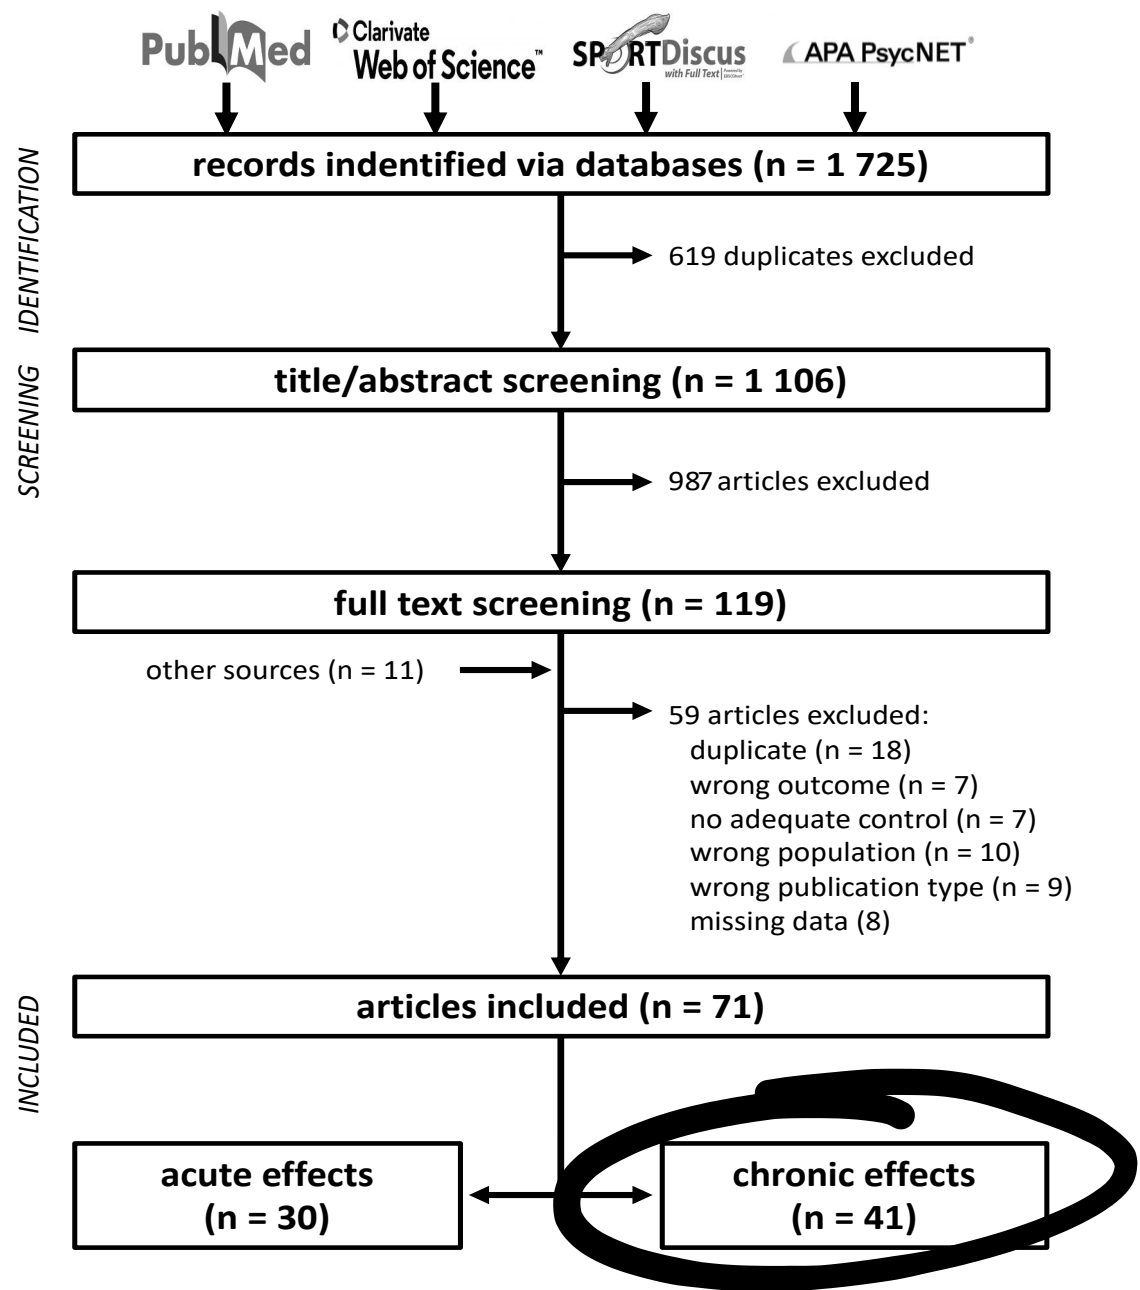 PubMed
Clarivate
Web of Science™
SPORTDiscus
with Full Text
APA PsycNET®
IDENTIFICATION
records indentified via databases (n = 1 725)
619 duplicates excluded
SCREENING
title/abstract screening (n = 1 106)
987 articles excluded
full text screening (n = 119)
other sources (n = 11)
59 articles excluded:
duplicate (n = 18)
wrong outcome (n = 7)
no adequate control (n = 7)
wrong population (n = 10)
wrong publication type (n = 9)
missing data (8)
INCLUDED
articles included (n = 71)
acute effects
(n = 30)
chronic effects
(n = 41)